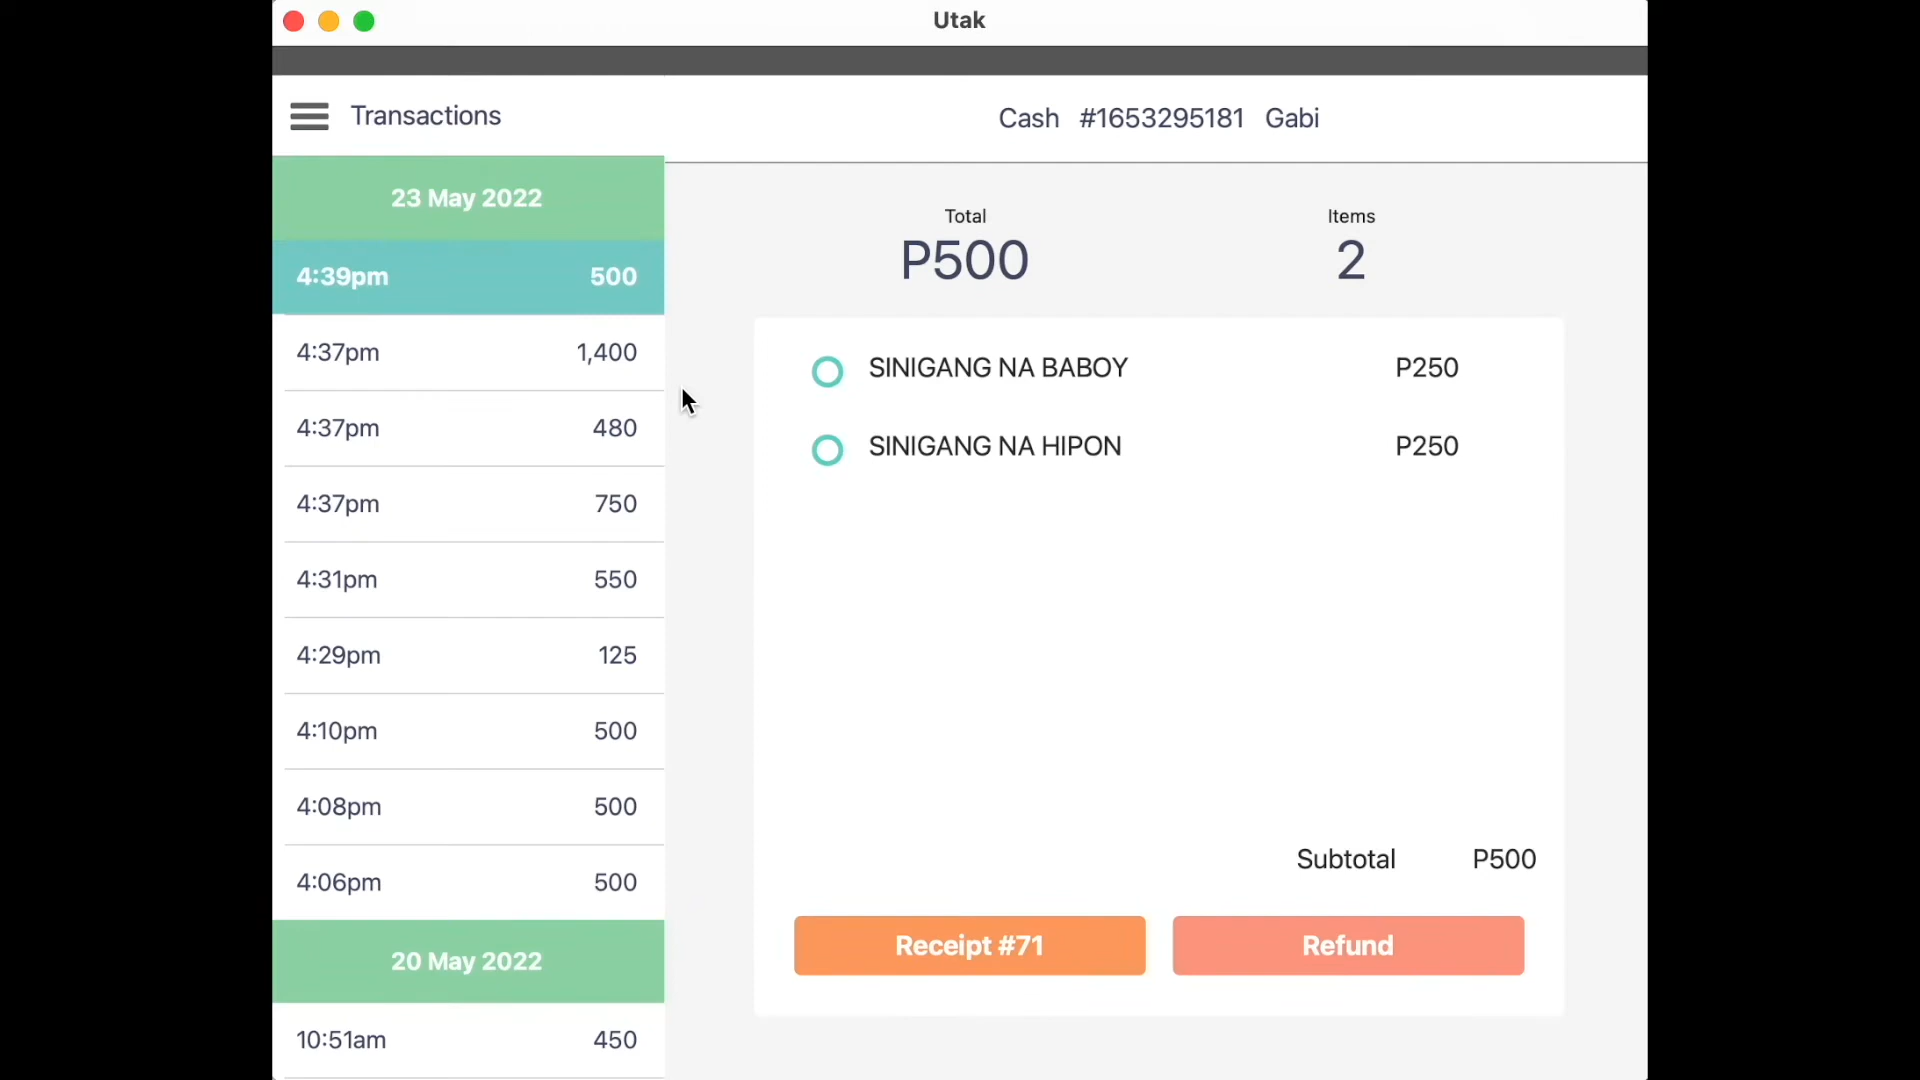 Utak
Transactions
Cash #1653295181 Gabi
23 May 2022
4:39pm 500
4:37pm 1,400
4:37pm 480
4:37pm 750
4:31pm 550
4:29pm 125
4:10pm 500
4:08pm 500
4:06pm 500
20 May 2022
10:51am 450
Total Items
P500 2
SINIGANG NA BABOY P250
SINIGANG NA HIPON P250
Subtotal P500
Receipt #71 Refund